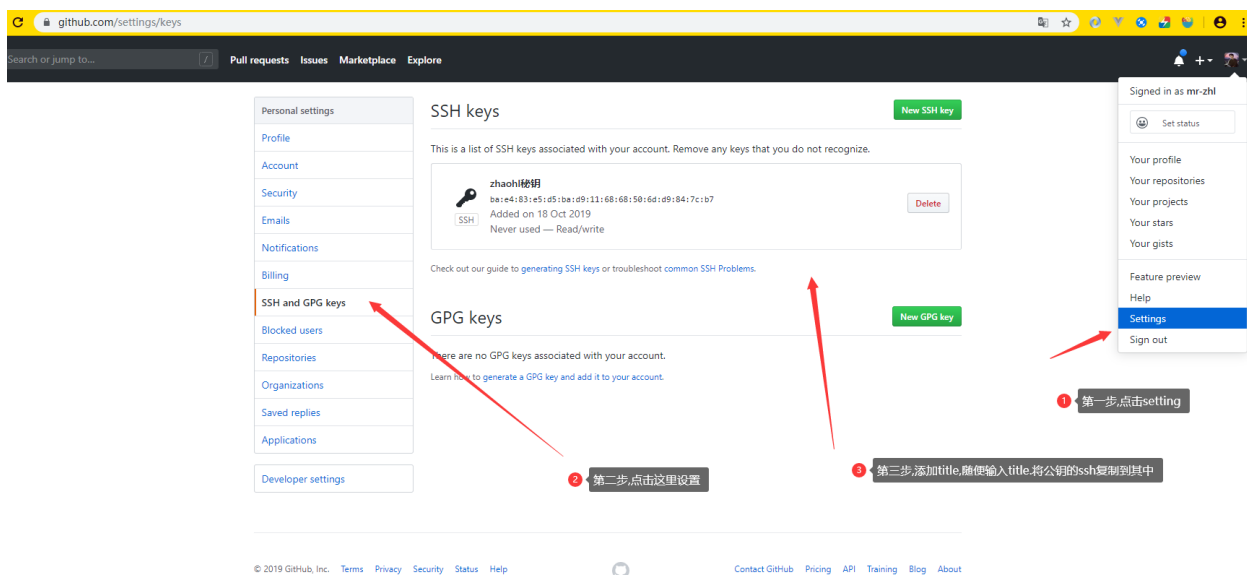 github.com/settings/keys
Search or jump to...
/
Pull requests Issues Marketplace Explore
Signed in as mr-zhl
Set status
Your profile
Your repositories
Your projects
Your stars
Your gists
Feature preview
Help
Settings
Sign out
Personal settings
Profile
Account
Security
Emails
Notifications
Billing
SSH and GPG keys
Blocked users
Repositories
Organizations
Saved replies
Applications
Developer settings
SSH keys
New SSH key
This is a list of SSH keys associated with your account. Remove any keys that you do not recognize.
zhaohl秘钥
ba:e4:83:e5:d5:ba:d9:11:68:68:50:6d:d9:84:7c:b7
SSH
Added on 18 Oct 2019
Never used — Read/write
Delete
Check out our guide to generating SSH keys or troubleshoot common SSH Problems.
GPG keys
New GPG key
There are no GPG keys associated with your account.
Learn how to generate a GPG key and add it to your account.
1 第一步,点击setting
2 第二步,点击这里设置
3 第三步,添加title,随便输入title.将公钥的ssh复制到其中
© 2019 GitHub, Inc. Terms Privacy Security Status Help
Contact GitHub Pricing API Training Blog About